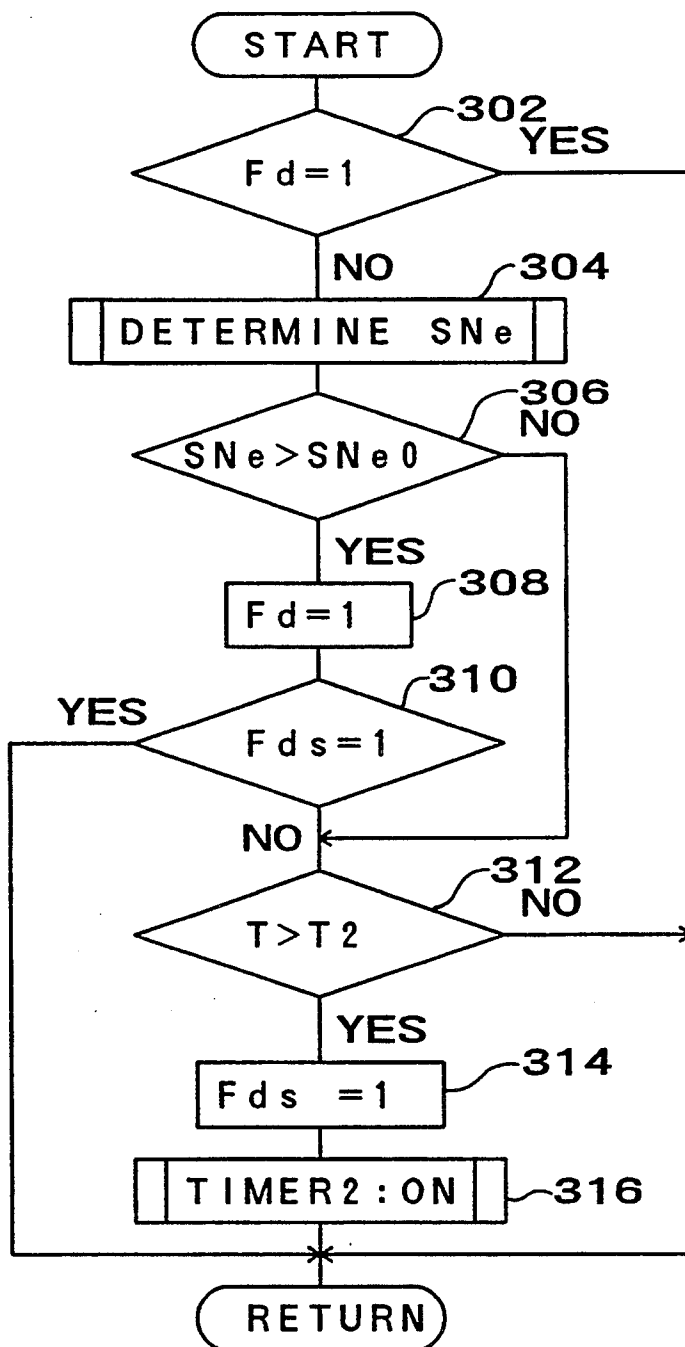 START
302
YES
Fd=1
NO
304
DETERMINE SNe
306
NO
SNe>SNe0
YES
308
Fd=1
310
YES
Fds=1
NO
312
NO
T>T2
YES
314
Fds =1
TIMER2:ON
316
RETURN